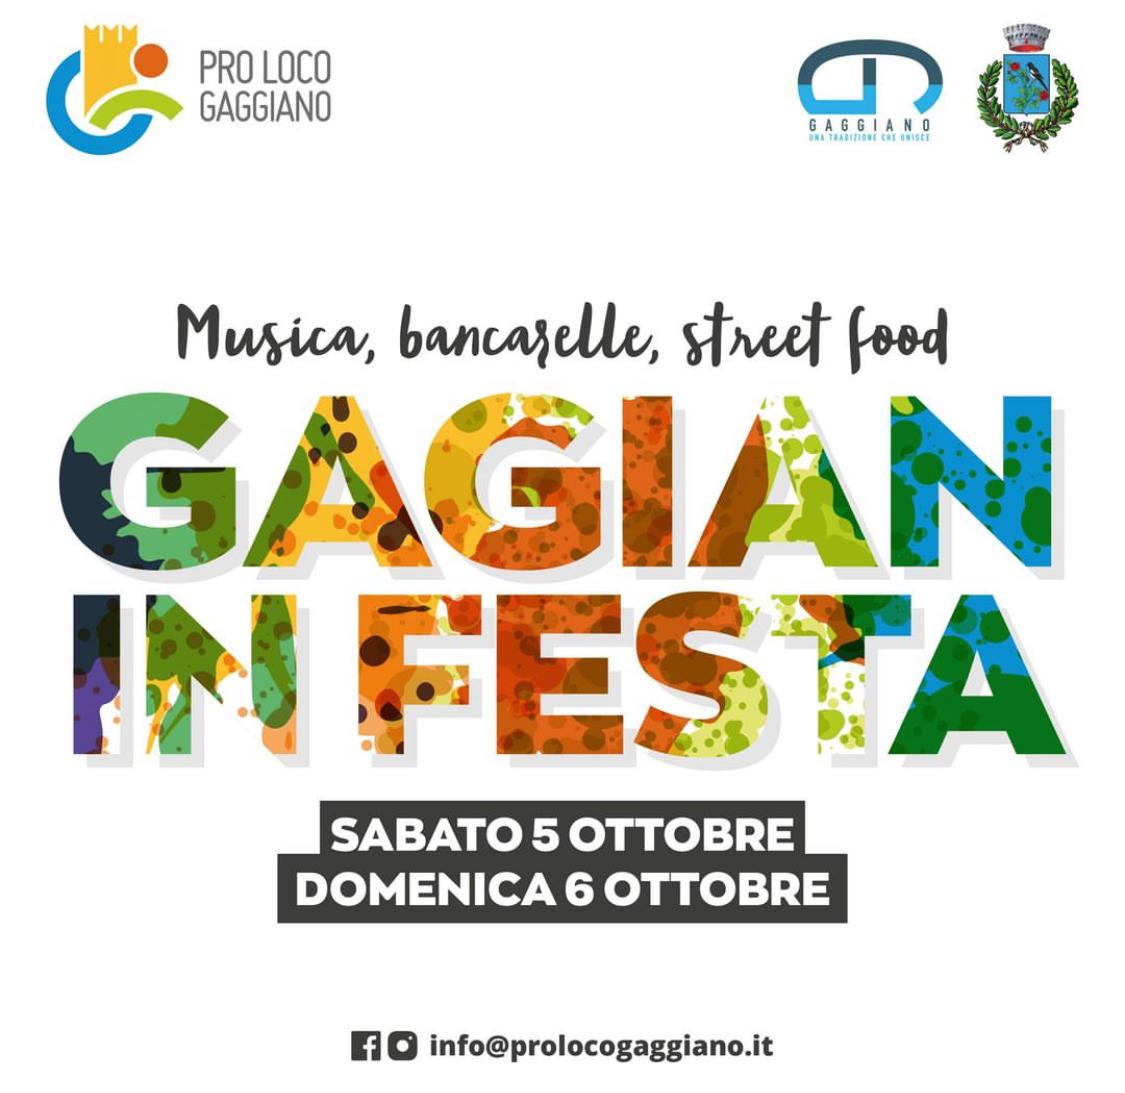 PRO LOCO
GAGGIANO
GAGGIANO
UNA TRADIZIONE CHE UNISCE
Musica, bancarelle, street food
GAGIAN
IN FESTA
SABATO 5 OTTOBRE
DOMENICA 6 OTTOBRE
info@prolocogaggiano.it